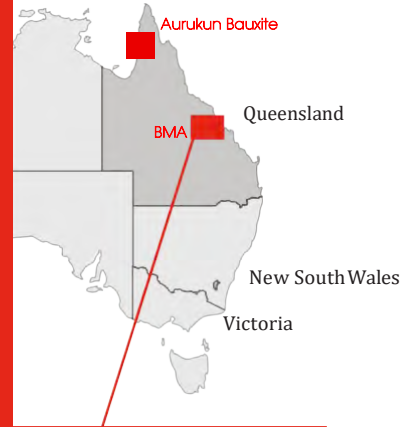 Aurukun Bauxite
Queensland
BMA
New South Wales
Victoria